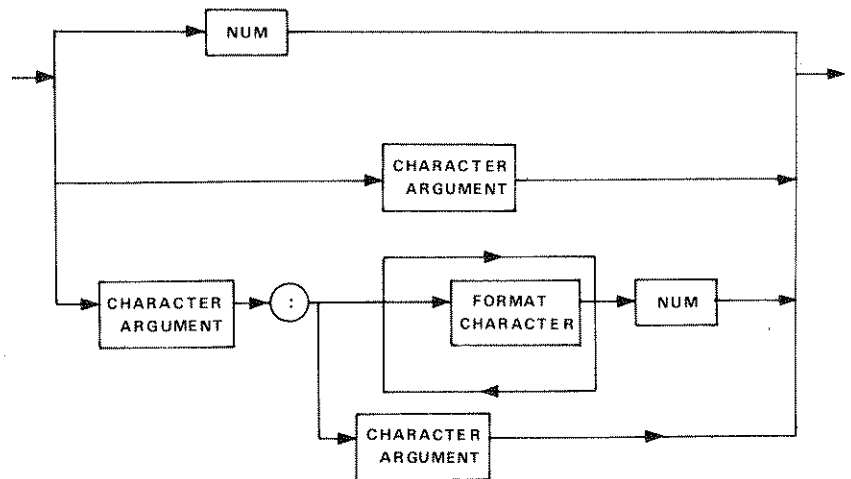 NUM
CHARACTER
ARGUMENT
CHARACTER
ARGUMENT
:
FORMAT
CHARACTER
NUM
CHARACTER
ARGUMENT